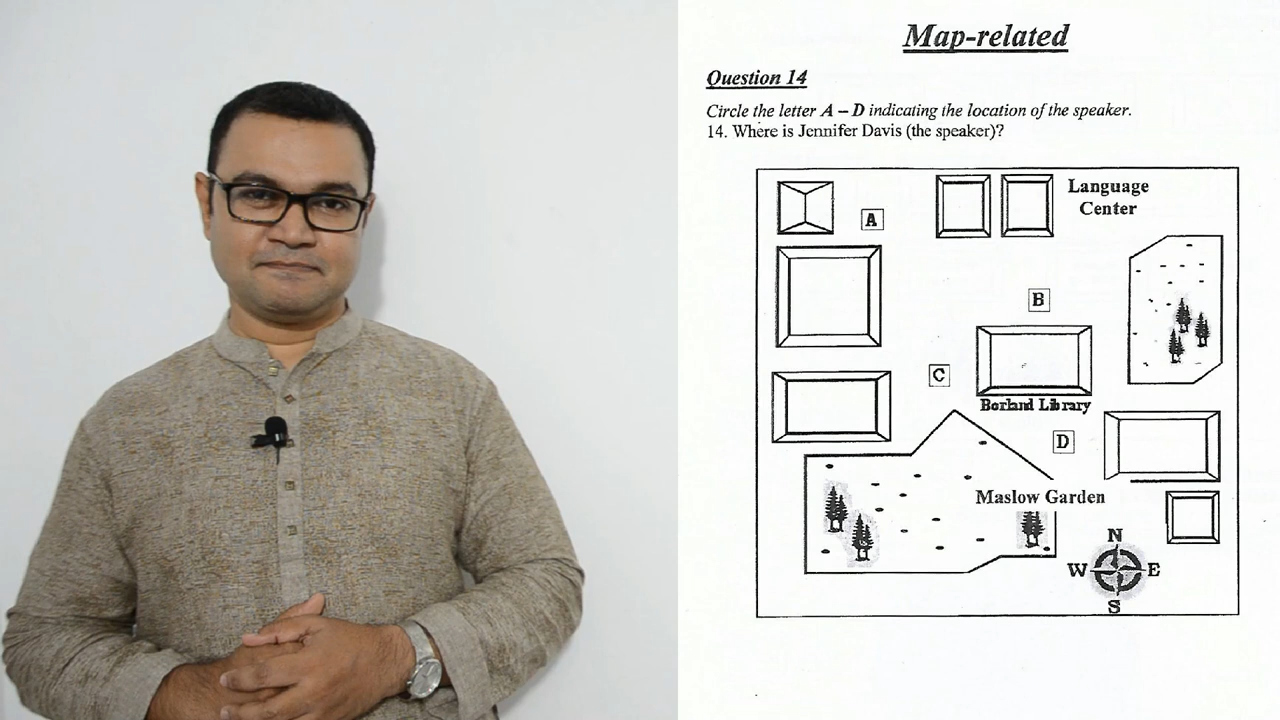 Map-related
Question 14
Circle the letter A – D indicating the location of the speaker.
14. Where is Jennifer Davis (the speaker)?
Language
Center
A
B
C
Borland Library
D
Maslow Garden
N
W E
S